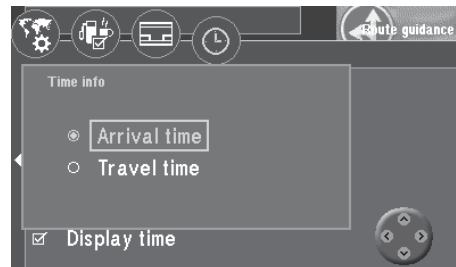 Route guidance
Time info
Arrival time
Travel time
Display time